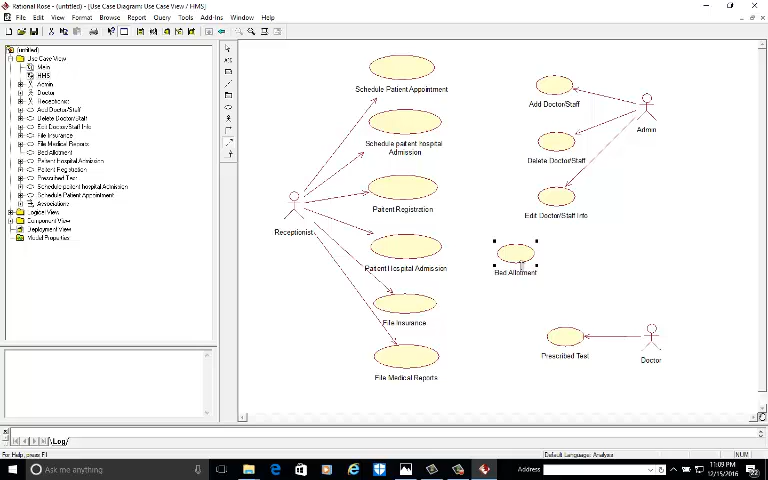 Rational Rose - (untitled) - [Use Case Diagram: Use Case View / HMS]
File Edit View Format Browse Report Query Tools Add-Ins Window Help
(untitled)
Use Case View
Main
HMS
Admin
Doctor
Receptionist
Add Doctor/Staff
Delete Doctor/Staff
Edit Doctor/Staff Info
File Insurance
File Medical Reports
Bed Allotment
Patient Hospital Admission
Patient Registration
Prescribed Test
Schedule patient hospital Admission
Schedule Patient Appointment
Associations
Logical View
Component View
Deployment View
Model Properties
ABC
Schedule Patient Appointment
Schedule patient hospital
Admission
Patient Registration
Patient Hospital Admission
File Insurance
File Medical Reports
Receptionist
Add Doctor/Staff
Delete Doctor/Staff
Edit Doctor/Staff Info
Admin
Bed Allotment
Prescribed Test
Doctor
Log
For Help, press F1
Default Language: Analysis
NUM
Ask me anything
Address
11:09 PM
12/15/2016